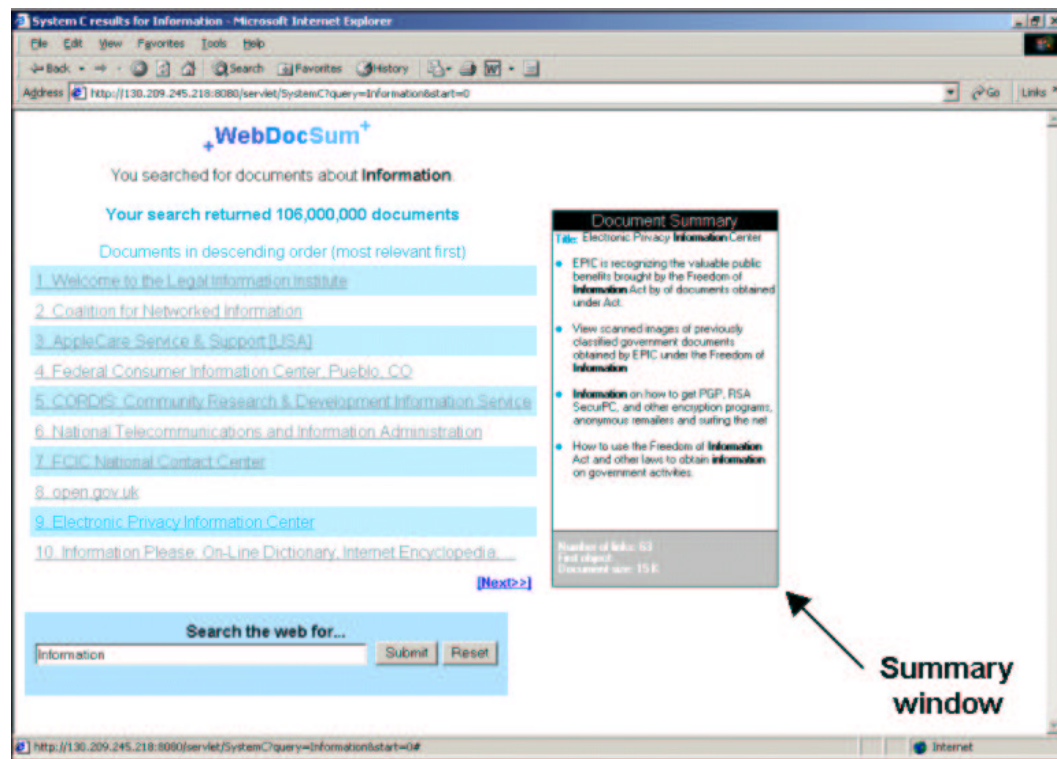 System C results for Information - Microsoft Internet Explorer
File Edit View Favorites Tools Help
Back Search Favorites History
Address http://130.209.245.218:8080/servlet/SystemC?query=Information&start=0 Go Links
+WebDocSum+
You searched for documents about Information.
Your search returned 106,000,000 documents
Documents in descending order (most relevant first)
1. Welcome to the Legal Information Institute
2. Coalition for Networked Information
3. AppleCare Service & Support [USA]
4. Federal Consumer Information Center, Pueblo, CO
5. CORDIS: Community Research & Development Information Service
6. National Telecommunications and Information Administration
7. FCIC National Contact Center
8. open.gov.uk
9. Electronic Privacy Information Center
10. Information Please: On-Line Dictionary, Internet Encyclopedia, ...
[Next>>]
Search the web for...
Information Submit Reset
Document Summary
Title: Electronic Privacy Information Center
EPIC is recognizing the valuable public
benefits brought by the Freedom of
Information Act by of documents obtained
under Act.
View scanned images of previously
classified government documents
obtained by EPIC under the Freedom of
Information
Information on how to get PGP, RSA
SecurPC, and other encryption programs,
anonymous remailers and surfing the net
How to use the Freedom of Information
Act and other laws to obtain information
on government activities.
Number of links: 63
First object:
Document size: 15 K
Summary
window
http://130.209.245.218:8080/servlet/SystemC?query=Information&start=0# Internet